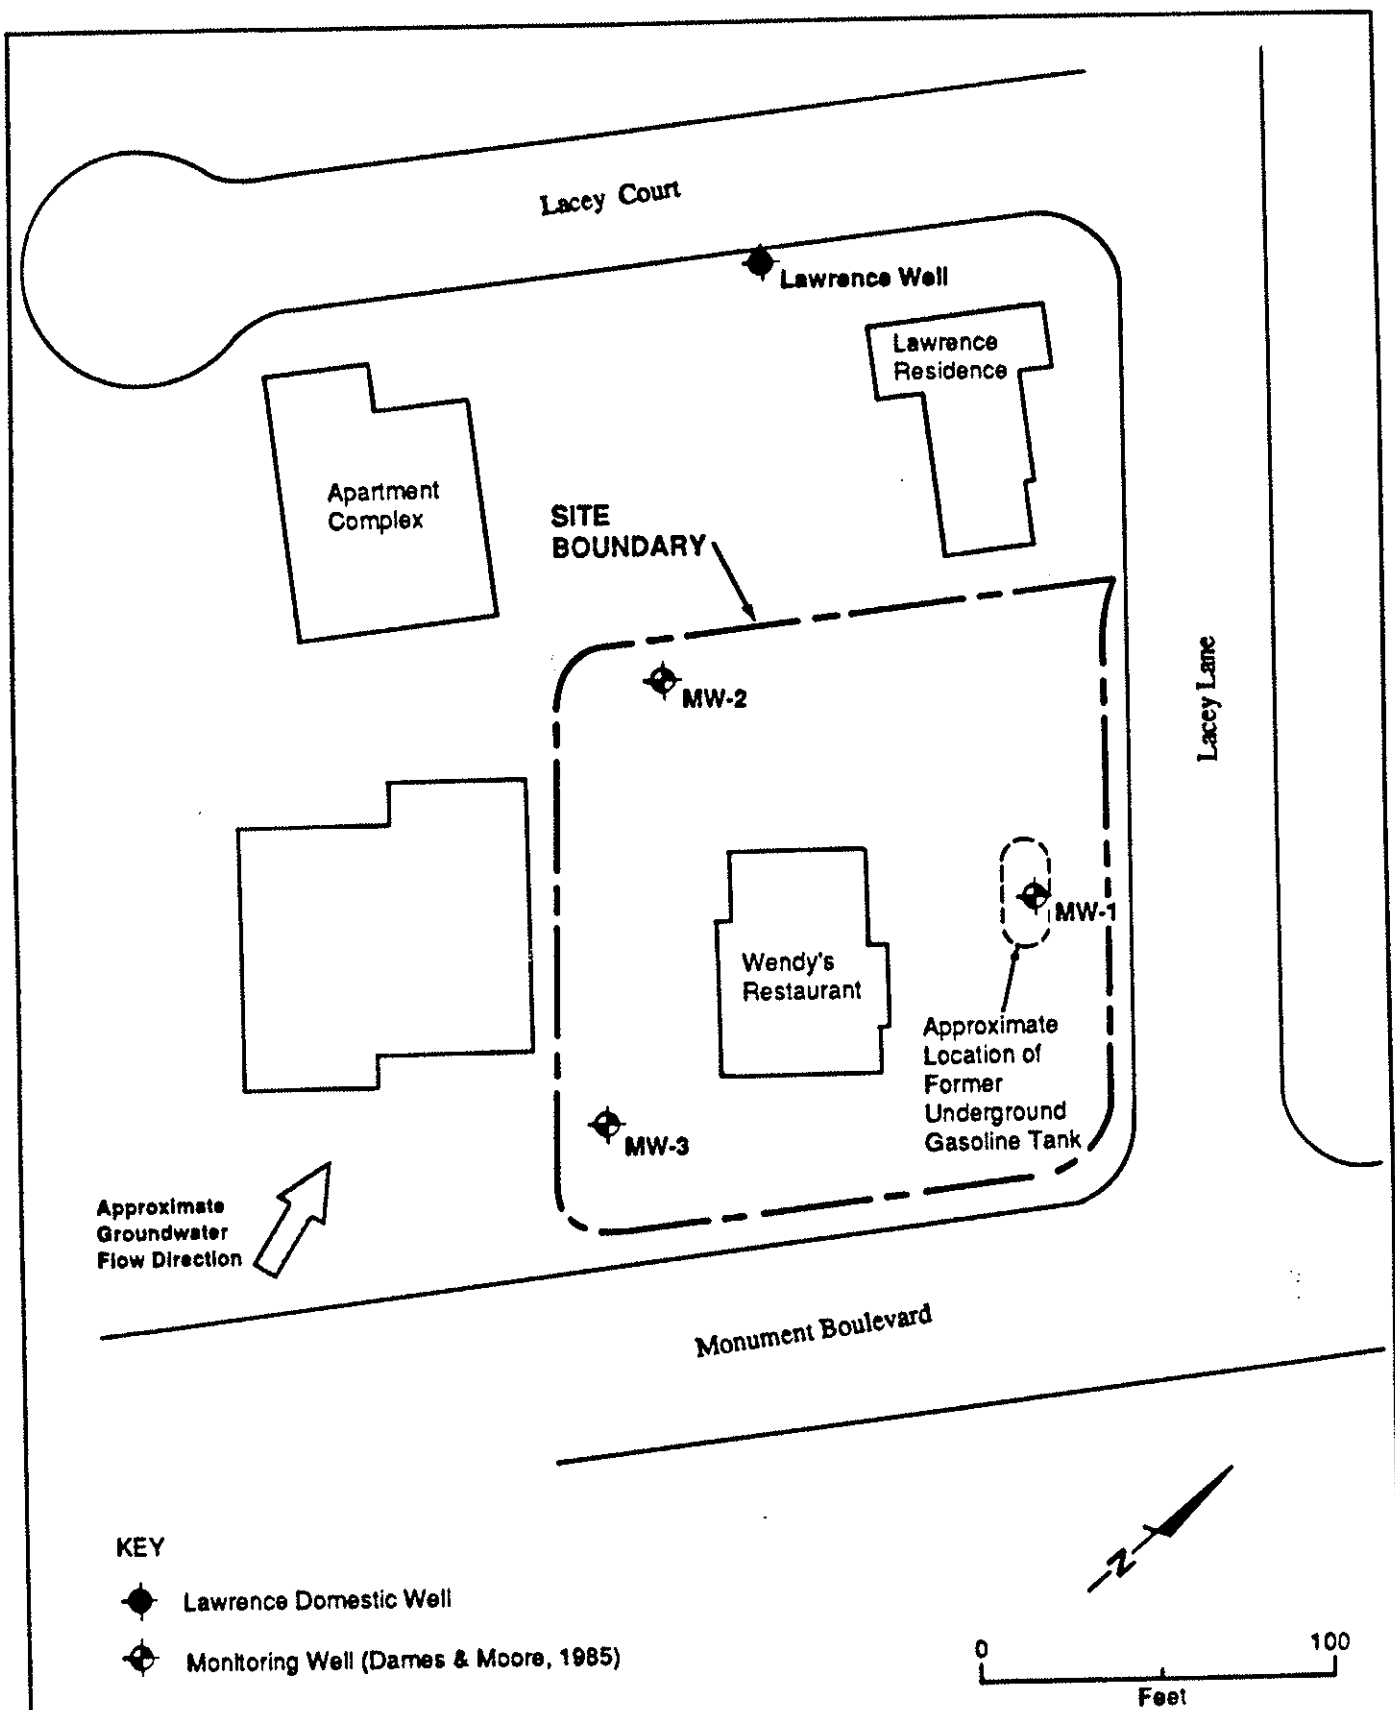 Lacey Court
Lawrence Well
Lawrence
Residence
Apartment
Complex
SITE
BOUNDARY
Lacey Lane
MW-2
MW-1
Wendy's
Restaurant
Approximate
Location of
Former
Underground
Gasoline Tank
MW-3
Approximate
Groundwater
Flow Direction
Monument Boulevard
N
KEY
Lawrence Domestic Well
Monitoring Well (Dames & Moore, 1985)
0 100
Feet